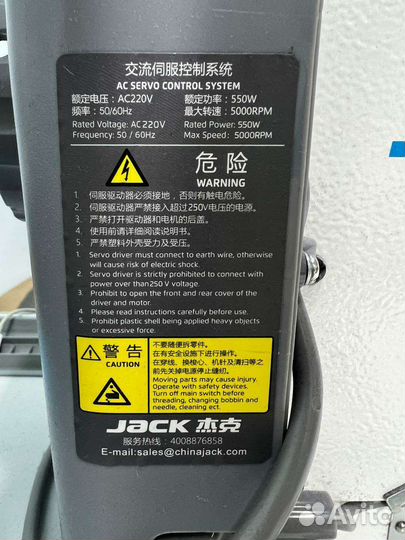 交流伺服控制系统
AC SERVO CONTROL SYSTEM
额定电压：AC220V 额定功率：550W
频率：50/60Hz 最大转速：5000RPM
Rated Voltage: AC220V Rated Power: 550W
Frequency: 50 / 60Hz Max Speed: 5000RPM
危险
WARNING
1. 伺服驱动器必须接地，否则有触电危险。
2. 伺服驱动器严禁接入超过250V电压的电源。
3. 严禁打开驱动器和电机的后盖。
4. 使用前请详细阅读说明书。
5. 严禁塑料外壳受力及受压。
1. Servo driver must connect to earth wire, otherwise
will cause risk of electric shock.
2. Servo driver is strictly prohibited to connect with
power over than 250 V voltage.
3. Prohibit to open the front and rear cover of the
driver and motor.
4. Please read instructions carefully before use.
5. Prohibit plastic shell being applied heavy objects
or excessive force.
警告
CAUTION
不要随便拆零件。
在有安全设施下进行操作。
在穿线、换梭心、机针及清扫等之
前先关掉电源停止缝纫。
Moving parts may cause injury.
Operate with safety devices.
Turn off main switch before
threading, changing bobbin and
needle, cleaning ect.
JACK 杰克
服务热线：4008876858
E-mail:sales@chinajack.com
Avito